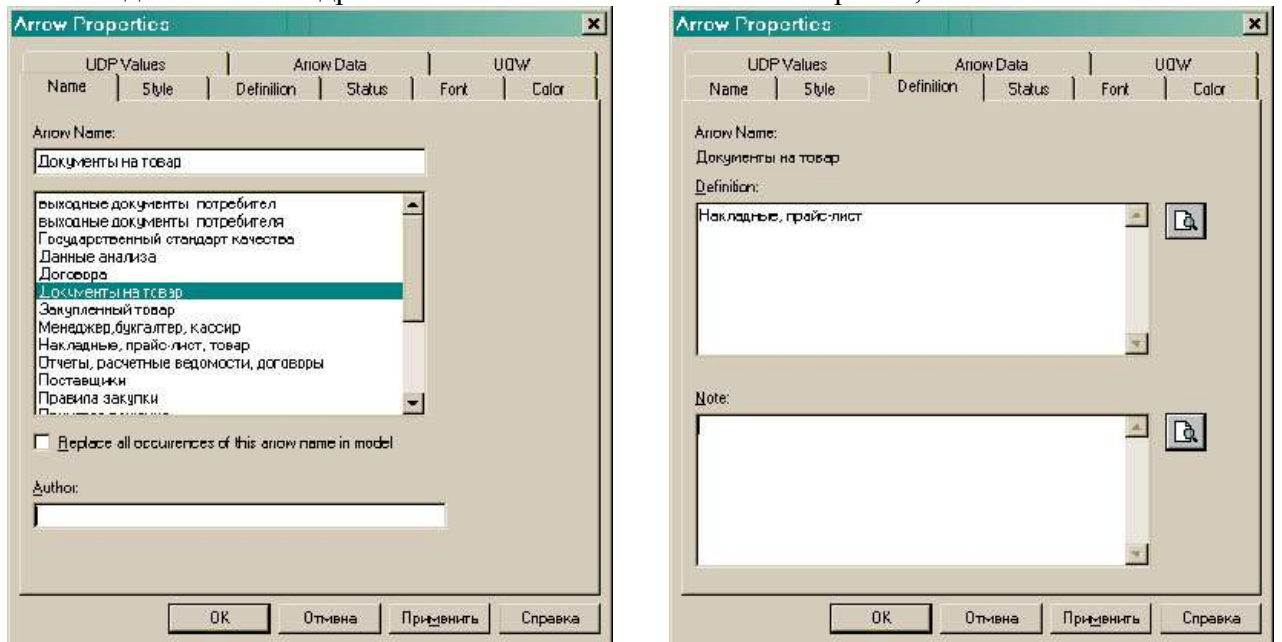 Arrow Properties
UDP Values
Arrow Data
UOW
Name
Style
Definition
Status
Font
Color
Arrow Name:
Документы на товар
выходные документы потребител
выходные документы потребителя
Государственный стандарт качества
Данные анализа
Договора
Документы на товар
Закупленный товар
Менеджер,бухгалтер, кассир
Накладные, прайс-лист, товар
Отчеты, расчетные ведомости, договоры
Поставщики
Правила закупки
Replace all occurrences of this arrow name in model
Author:
OK
Отмена
Применить
Справка
Arrow Properties
UDP Values
Arrow Data
UOW
Name
Style
Definition
Status
Font
Color
Arrow Name:
Документы на товар
Definition:
Накладные, прайс-лист
Note:
OK
Отмена
Применить
Справка